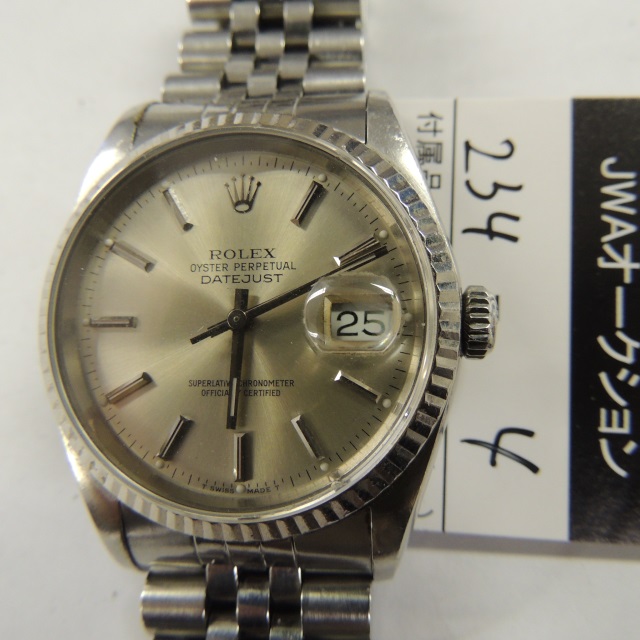 ROLEX
OYSTER PERPETUAL
DATEJUST
25
SUPERLATIVE CHRONOMETER
OFFICIALLY CERTIFIED
T SWISS MADE
付属品
234
4
JWAオークション